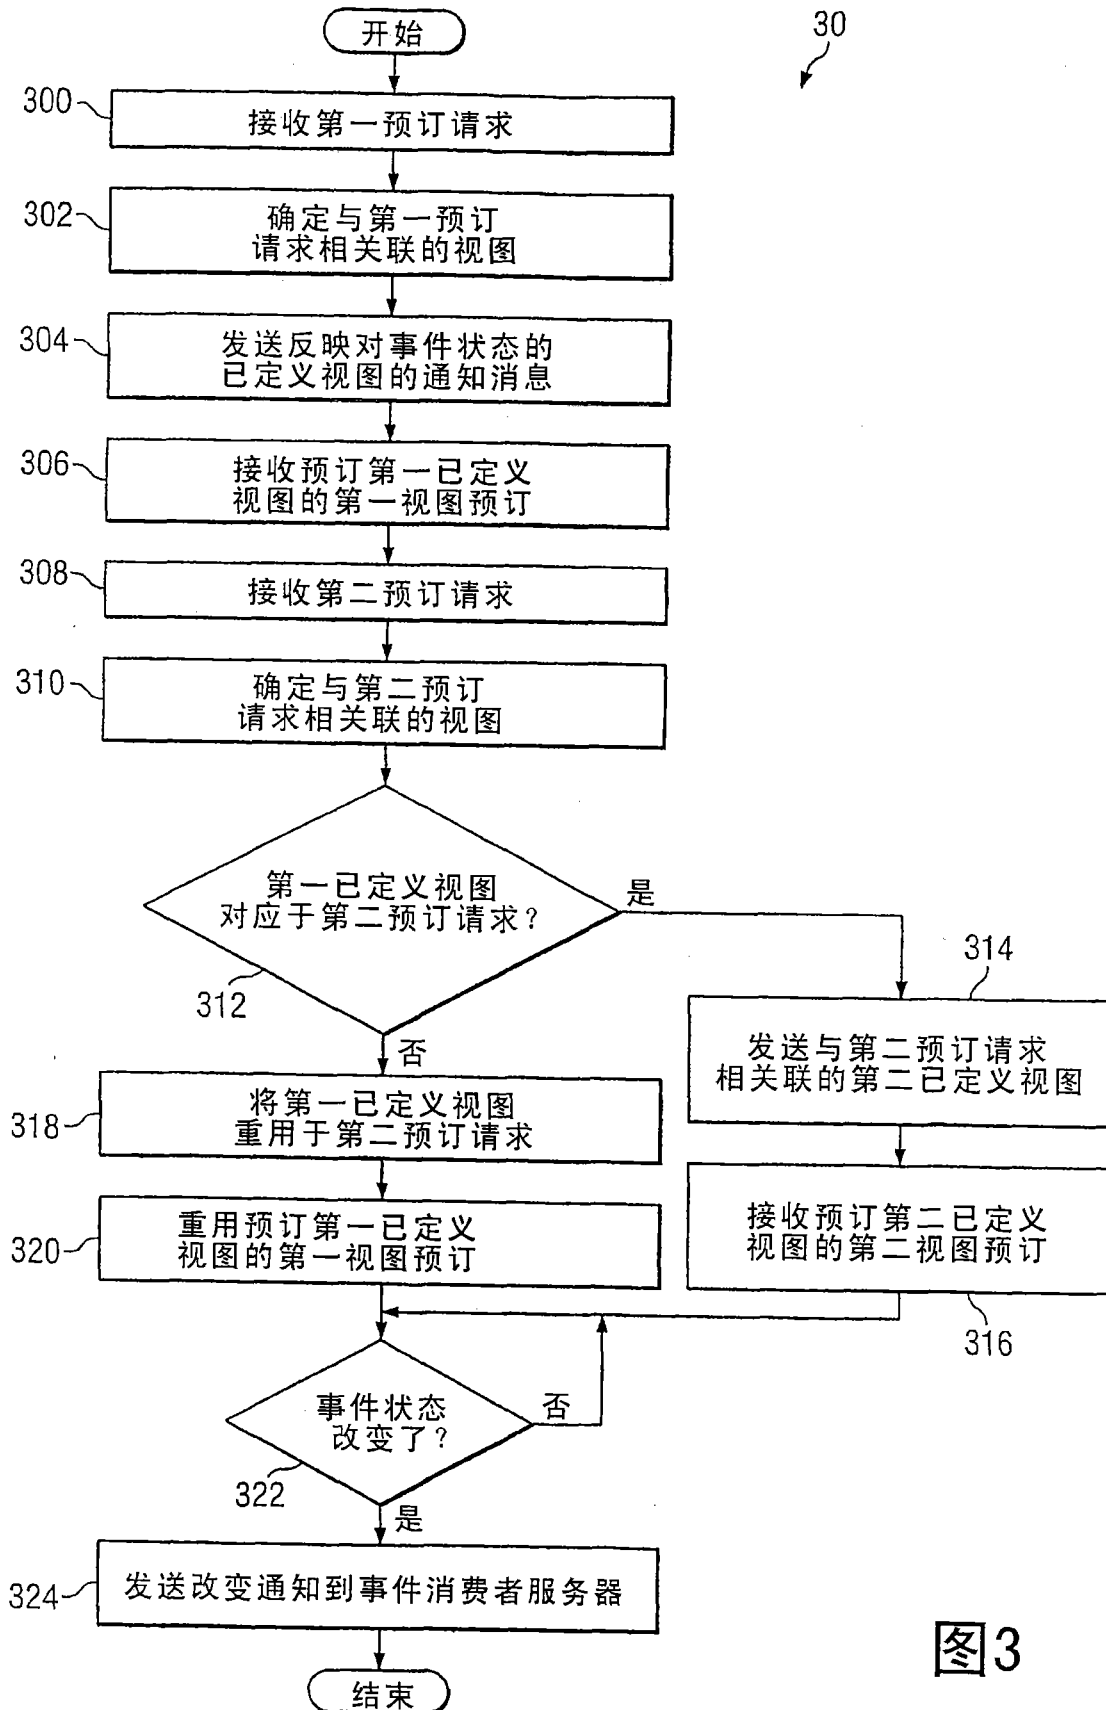 开始
30
300
接收第一预订请求
302
确定与第一预订
请求相关联的视图
304
发送反映对事件状态的
已定义视图的通知消息
306
接收预订第一已定义
视图的第一视图预订
308
接收第二预订请求
310
确定与第二预订
请求相关联的视图
第一已定义视图
对应于第二预订请求?
是
312
否
314
发送与第二预订请求
相关联的第二已定义视图
318
将第一已定义视图
重用于第二预订请求
320
重用预订第一已定义
视图的第一视图预订
接收预订第二已定义
视图的第二视图预订
316
事件状态
改变了?
否
322
是
324
发送改变通知到事件消费者服务器
结束
图3